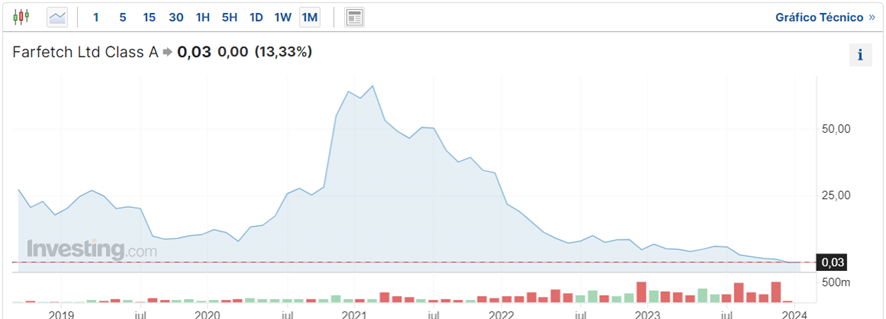 1 5 15 30 1H 5H 1D 1W 1M Gráfico Técnico »
Farfetch Ltd Class A 0,03 0,00 (13,33%)
i
50,00
25,00
Investing.com
0,03
500m
2019 jul 2020 jul 2021 jul 2022 jul 2023 jul 2024